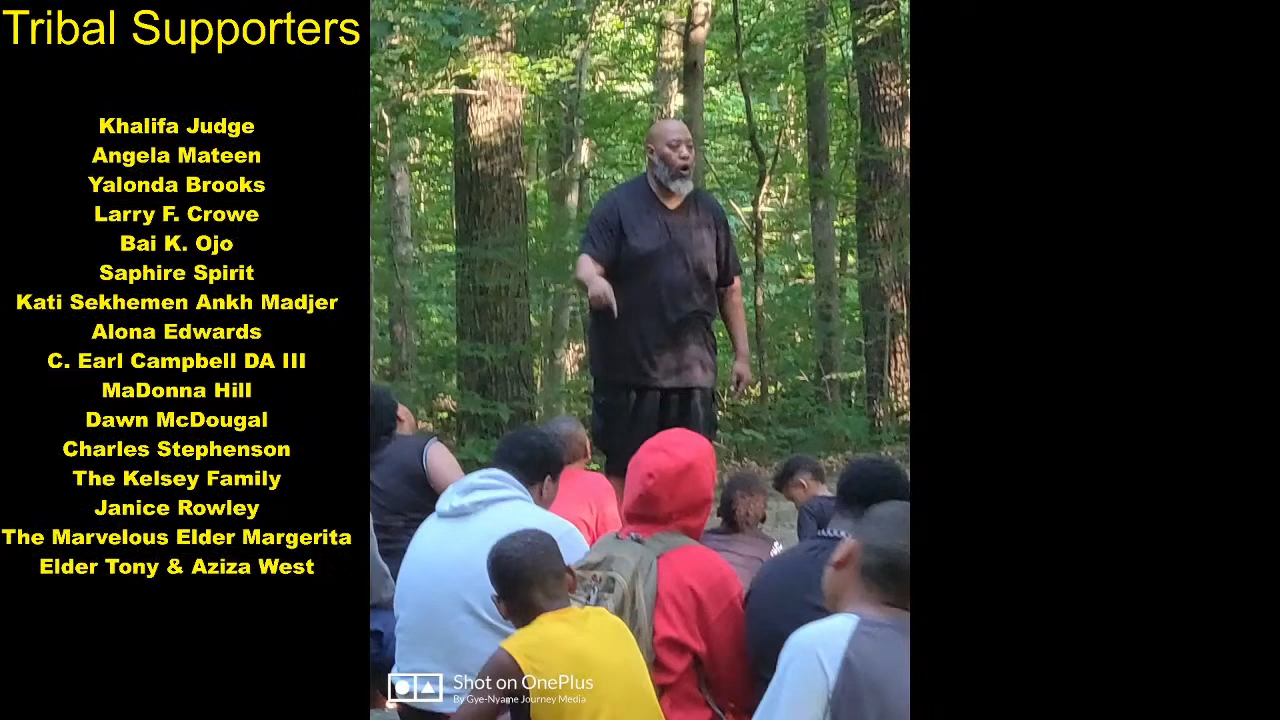 Tribal Supporters
Khalifa Judge
Angela Mateen
Yalonda Brooks
Larry F. Crowe
Bai K. Ojo
Saphire Spirit
Kati Sekhemen Ankh Madjer
Alona Edwards
C. Earl Campbell DA III
MaDonna Hill
Dawn McDougal
Charles Stephenson
The Kelsey Family
Janice Rowley
The Marvelous Elder Margerita
Elder Tony & Aziza West
Shot on OnePlus
By Gye-Nyame Journey Media